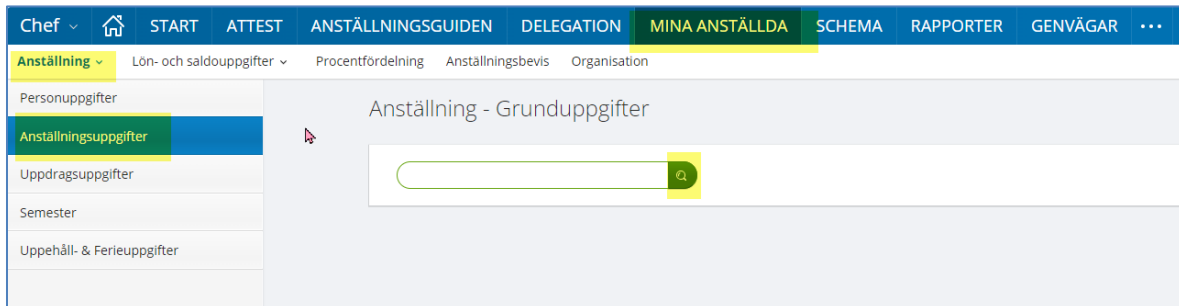 Chef START ATTEST ANSTÄLLNINGSGUIDEN DELEGATION MINA ANSTÄLLDA SCHEMA RAPPORTER GENVÄGAR ...
Anställning Lön- och saldouppgifter Procentfördelning Anställningsbevis Organisation
Personuppgifter
Anställning - Grunduppgifter
Anställningsuppgifter
Uppdragsuppgifter
Semester
Uppehåll- & Ferieuppgifter